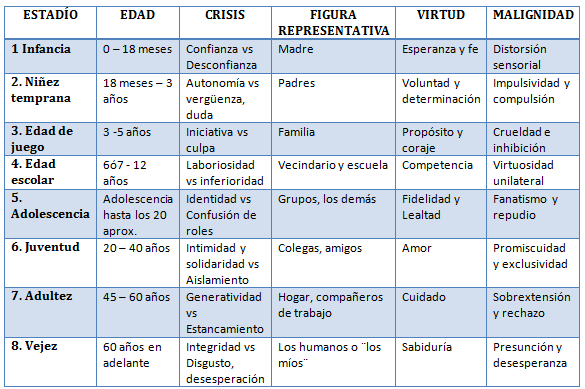 ESTADÍO EDAD CRISIS FIGURA REPRESENTATIVA VIRTUD MALIGNIDAD
1 Infancia 0 – 18 meses Confianza vs Desconfianza Madre Esperanza y fe Distorsión sensorial
2. Niñez temprana 18 meses – 3 años Autonomía vs vergüenza, duda Padres Voluntad y determinación Impulsividad y compulsión
3. Edad de juego 3 -5 años Iniciativa vs culpa Familia Propósito y coraje Crueldad e inhibición
4. Edad escolar 6ó7 - 12 años Laboriosidad vs inferioridad Vecindario y escuela Competencia Virtuosidad unilateral
5. Adolescencia Adolescencia hasta los 20 aprox. Identidad vs Confusión de roles Grupos, los demás Fidelidad y Lealtad Fanatismo y repudio
6. Juventud 20 – 40 años Intimidad y solidaridad vs Aislamiento Colegas, amigos Amor Promiscuidad y exclusividad
7. Adultez 45 – 60 años Generatividad vs Estancamiento Hogar, compañeros de trabajo Cuidado Sobrextensión y rechazo
8. Vejez 60 años en adelante Integridad vs Disgusto, desesperación Los humanos o ¨los míos¨ Sabiduría Presunción y desesperanza